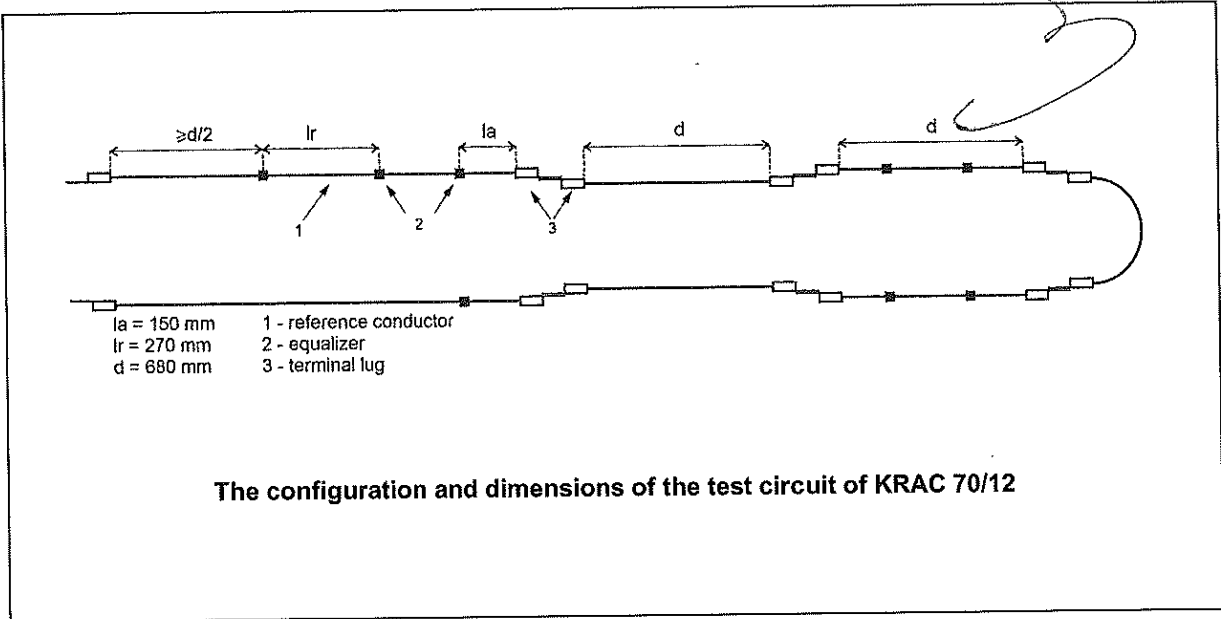 ≥d/2 lr la d d
1 2 3
la = 150 mm 1 - reference conductor
lr = 270 mm 2 - equalizer
d = 680 mm 3 - terminal lug
The configuration and dimensions of the test circuit of KRAC 70/12